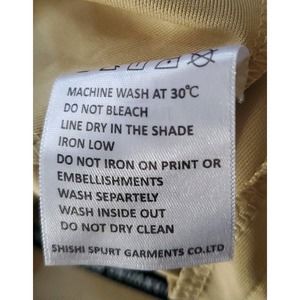 MACHINE WASH AT 30℃
DO NOT BLEACH
LINE DRY IN THE SHADE
IRON LOW
DO NOT IRON ON PRINT OR
EMBELLISHMENTS
WASH SEPARTELY
WASH INSIDE OUT
DO NOT DRY CLEAN
SHISHI SPURT GARMENTS CO.LTD